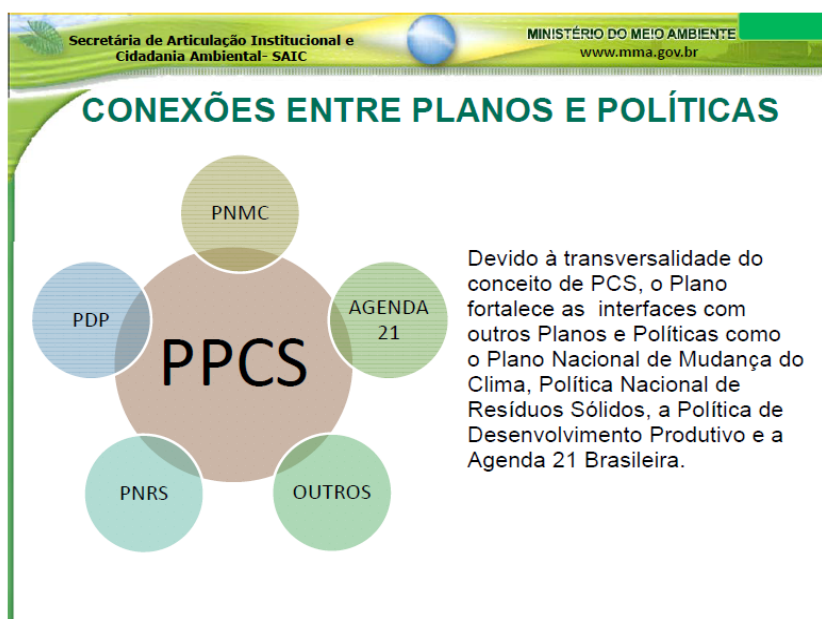 Secretária de Articulação Institucional e
Cidadania Ambiental- SAIC
MINISTÉRIO DO MEIO AMBIENTE
www.mma.gov.br
CONEXÕES ENTRE PLANOS E POLÍTICAS
PNMC
PDP
AGENDA
21
PPCS
PNRS
OUTROS
Devido à transversalidade do
conceito de PCS, o Plano
fortalece as interfaces com
outros Planos e Políticas como
o Plano Nacional de Mudança do
Clima, Política Nacional de
Resíduos Sólidos, a Política de
Desenvolvimento Produtivo e a
Agenda 21 Brasileira.